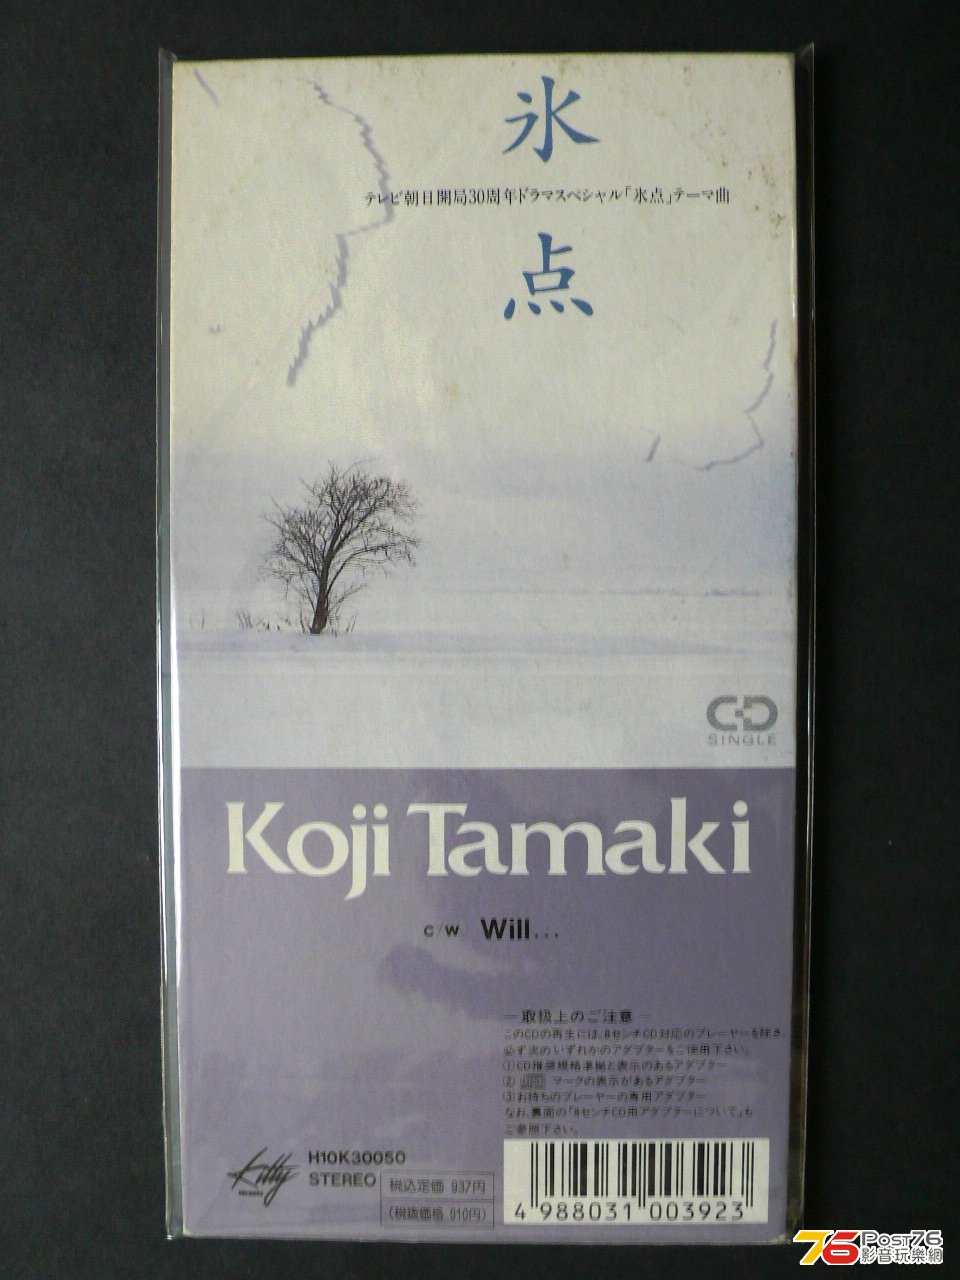 氷
テレビ朝日開局30周年ドラマスペシャル「氷点」テーマ曲
点
CD
SINGLE
Koji Tamaki
c/w Will...
—取扱上のご注意—
このCDの再生には、8センチCD対応のプレーヤーを除き、
必ず次のいずれかのアダプターをご使用下さい。
①CD推奨規格準拠と表示のあるアダプター
② マークの表示があるアダプター
③お持ちのプレーヤーの専用アダプター
なお、裏面の「8センチCD用アダプターについて」も
ご参照下さい。
Kitty
H10K30050
STEREO
税込定価 937円
(税抜価格 910円)
4 988031 003923
76 Post76
影音玩樂網